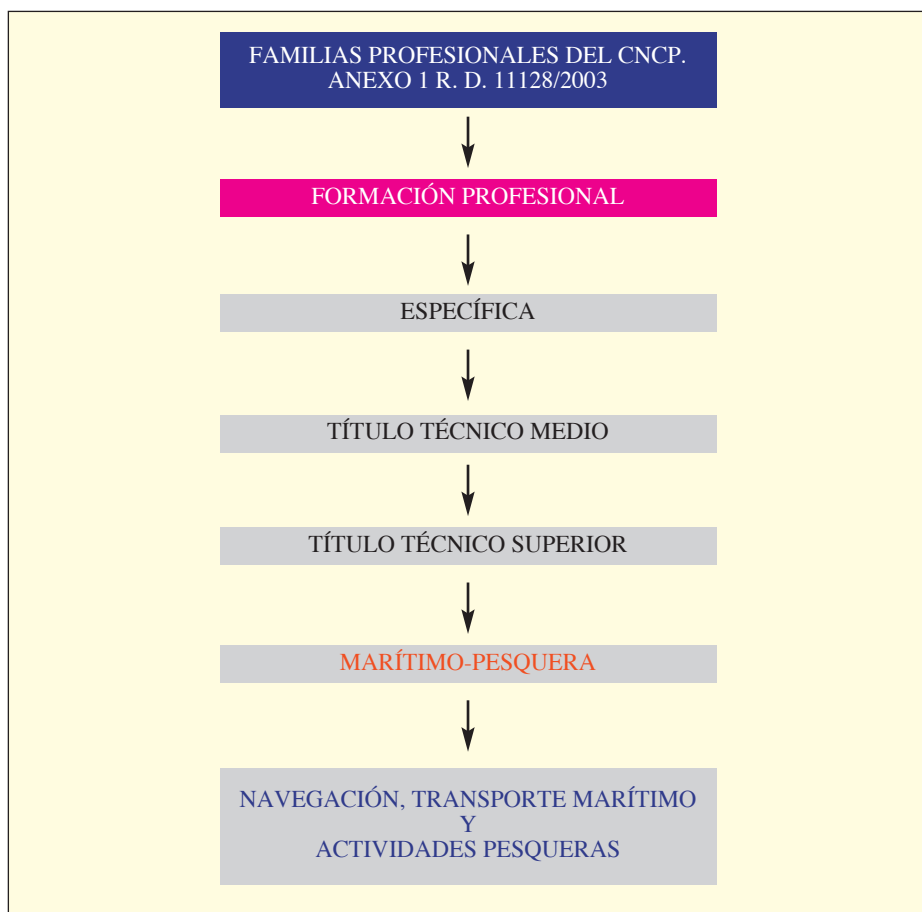 FAMILIAS PROFESIONALES DEL CNCP.
ANEXO 1 R. D. 11128/2003
FORMACIÓN PROFESIONAL
ESPECÍFICA
TÍTULO TÉCNICO MEDIO
TÍTULO TÉCNICO SUPERIOR
MARÍTIMO-PESQUERA
NAVEGACIÓN, TRANSPORTE MARÍTIMO
Y
ACTIVIDADES PESQUERAS